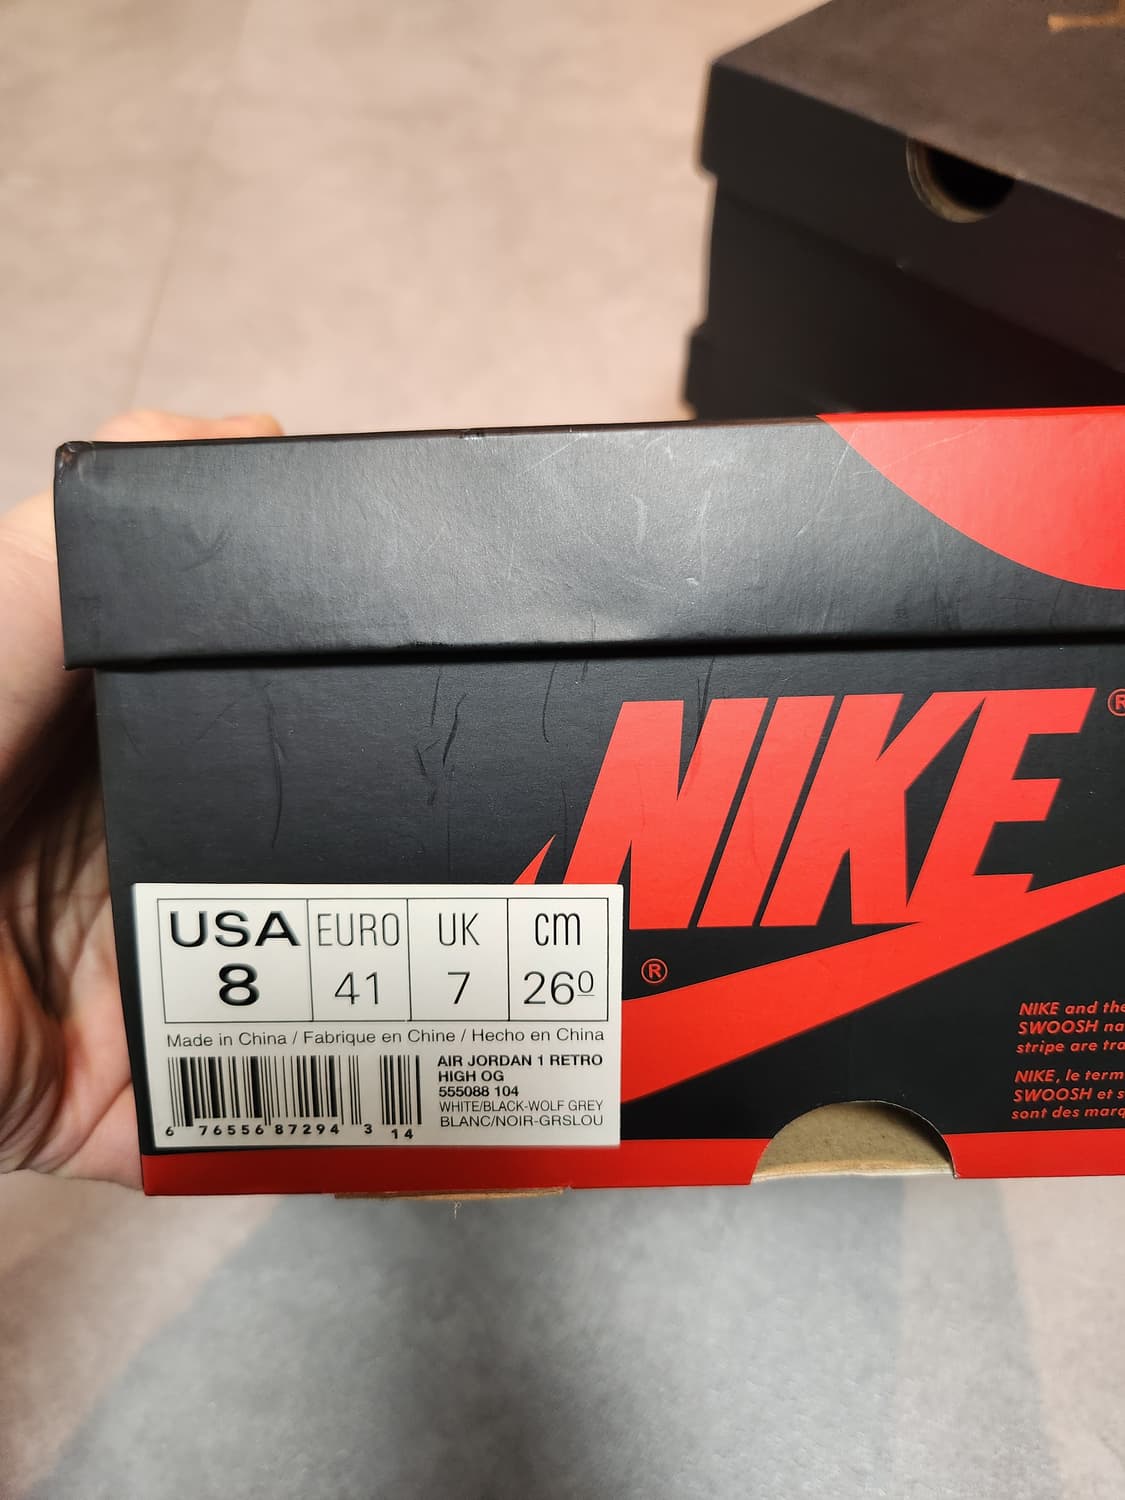 NIKE®
®
USA EURO UK cm
8 41 7 260
Made in China / Fabrique en Chine / Hecho en China
AIR JORDAN 1 RETRO
HIGH OG
555088 104
WHITE/BLACK-WOLF GREY
BLANC/NOIR-GRSLOU
6 76556 87294 3 14
NIKE and the
SWOOSH na
stripe are tra
NIKE, le term
SWOOSH et s
sont des marq